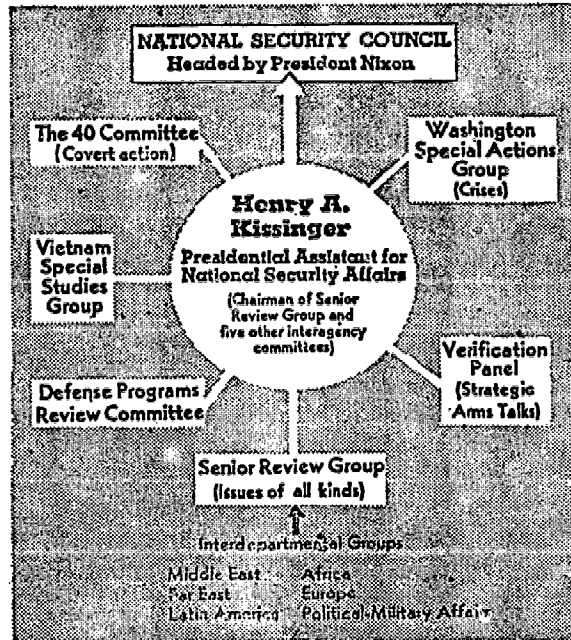 NATIONAL SECURITY COUNCIL
Headed by President Nixon
The 40 Committee
(Covert action)
Washington
Special Actions
Group
(Crises)
Henry A.
Kissinger
Presidential Assistant for
National Security Affairs
(Chairman of Senior
Review Group and
five other interagency
committees)
Vietnam
Special
Studies
Group
Verification
Panel
(Strategic
Arms Talks)
Defense Programs
Review Committee
Senior Review Group
(Issues of all kinds)
Interdepartmental Groups
Middle East
Far East
Latin America
Africa
Europe
Political-Military Affairs